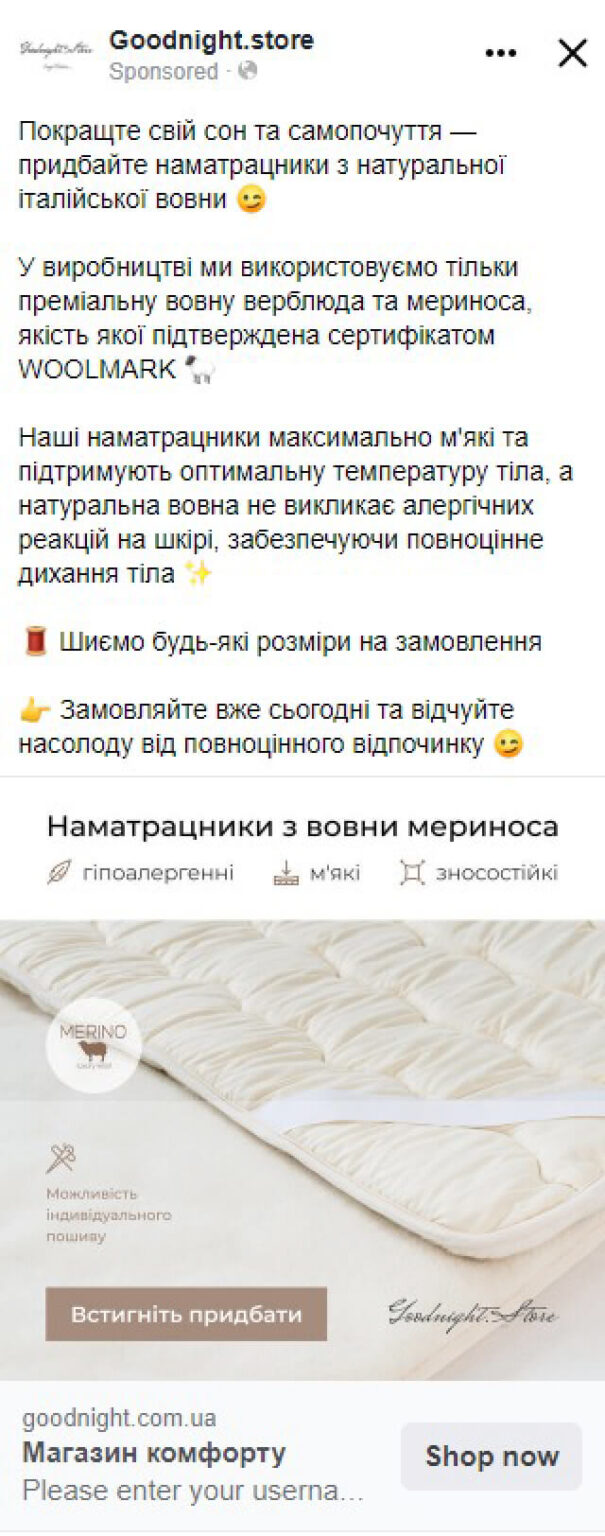 Goodnight.store
Sponsored ·
Покращте свій сон та самопочуття —
придбайте наматрацники з натуральної
італійської вовни 😉
У виробництві ми використовуємо тільки
преміальну вовну верблюда та мериноса,
якість якої підтверджена сертифікатом
WOOLMARK 🐑
Наші наматрацники максимально м'які та
підтримують оптимальну температуру тіла, а
натуральна вовна не викликає алергічних
реакцій на шкірі, забезпечуючи повноцінне
дихання тіла ✨
🧵 Шиємо будь-які розміри на замовлення
👉 Замовляйте вже сьогодні та відчуйте
насолоду від повноцінного відпочинку 😉
Наматрацники з вовни мериноса
гіпоалергенні м'які зносостійкі
MERINO
Можливість
індивідуального
пошиву
Встигніть придбати
Goodnight.Store
goodnight.com.ua
Магазин комфорту
Shop now
Please enter your userna...